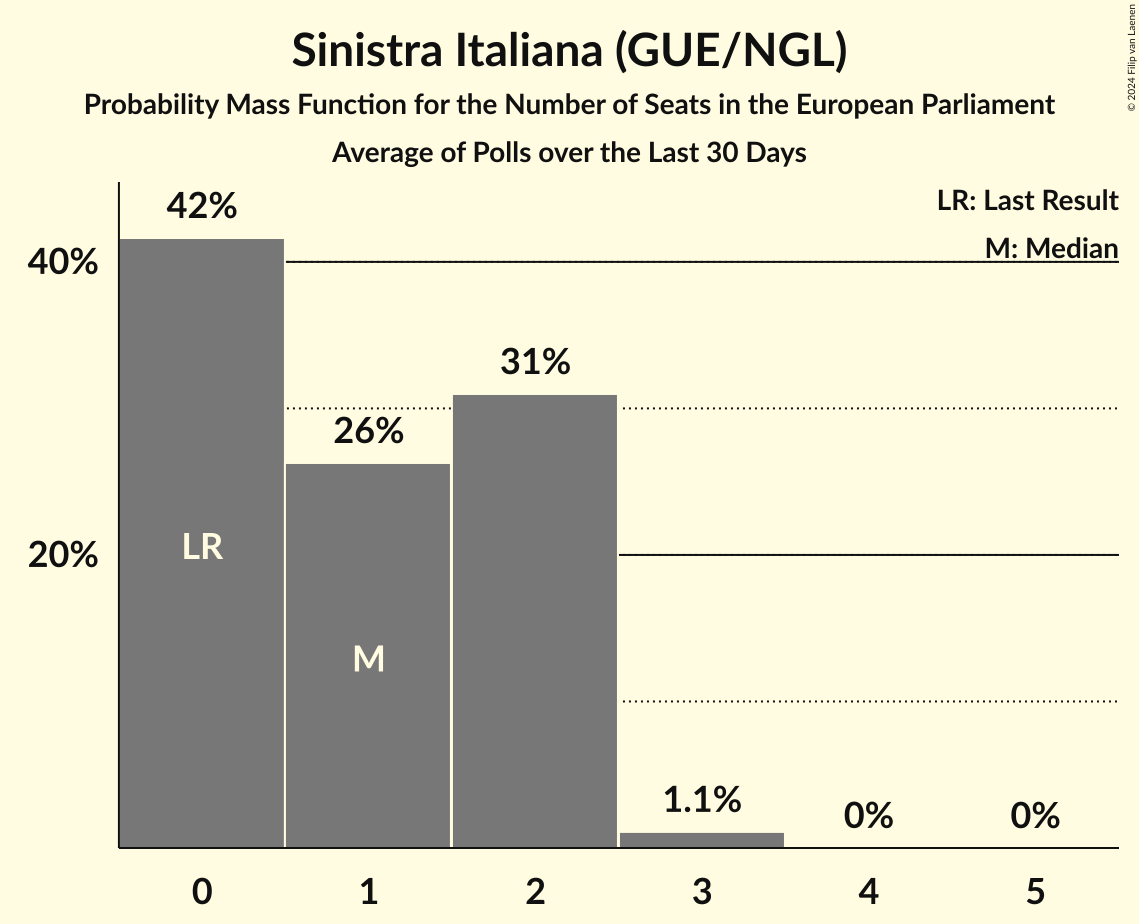 Sinistra Italiana (GUE/NGL)
Probability Mass Function for the Number of Seats in the European Parliament
Average of Polls over the Last 30 Days
© 2024 Filip van Laenen
LR: Last Result
M: Median
42%
40%
31%
26%
20%
LR
M
1.1%
0%
0%
0
1
2
3
4
5